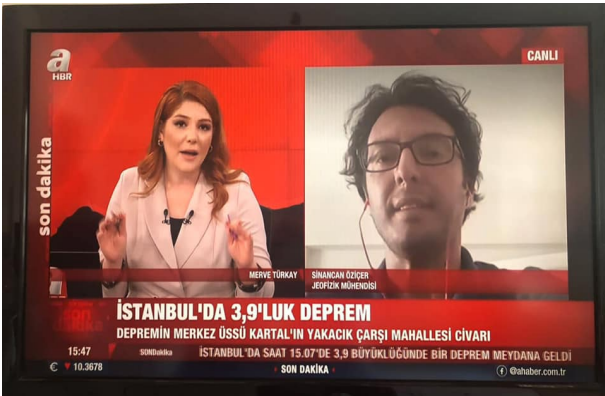 a
HBR
CANLI
son dakika
MERVE TÜRKAY
SİNANCAN ÖZİÇER
JEOFİZİK MÜHENDİSİ
son
dakika
İSTANBUL'DA 3,9'LUK DEPREM
DEPREMİN MERKEZ ÜSSÜ KARTAL'IN YAKACIK ÇARŞI MAHALLESİ CİVARI
15:47
SONDakika
İSTANBUL'DA SAAT 15.07'DE 3,9 BÜYÜKLÜĞÜNDE BİR DEPREM MEYDANA GELDİ
€ 10.3678
SON DAKİKA
@ahaber.com.tr